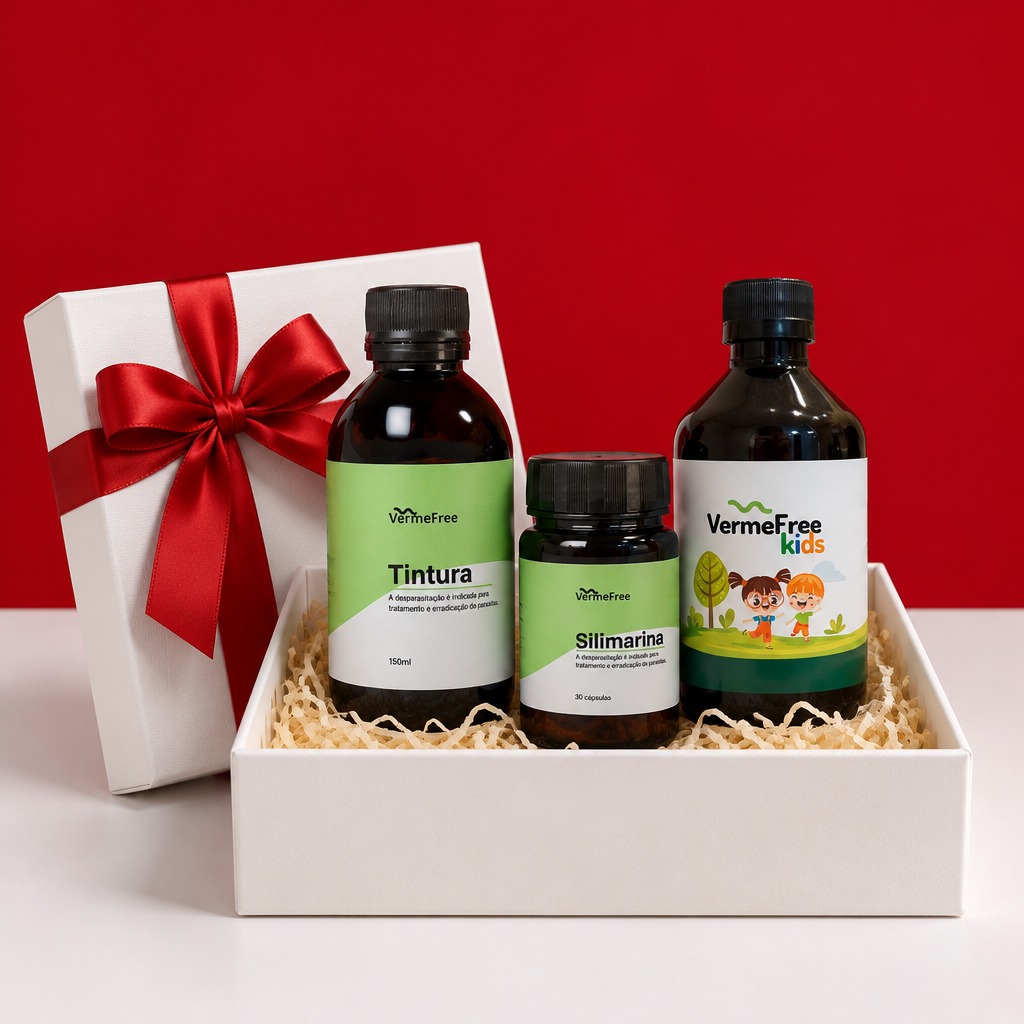 VermeFree
Tintura
A desparasitação é indicada para
tratamento e erradicação de parasitas.
150ml
VermeFree
Silimarina
A desparasitação é indicada para
tratamento e erradicação de parasitas.
30 cápsulas
VermeFree
kids